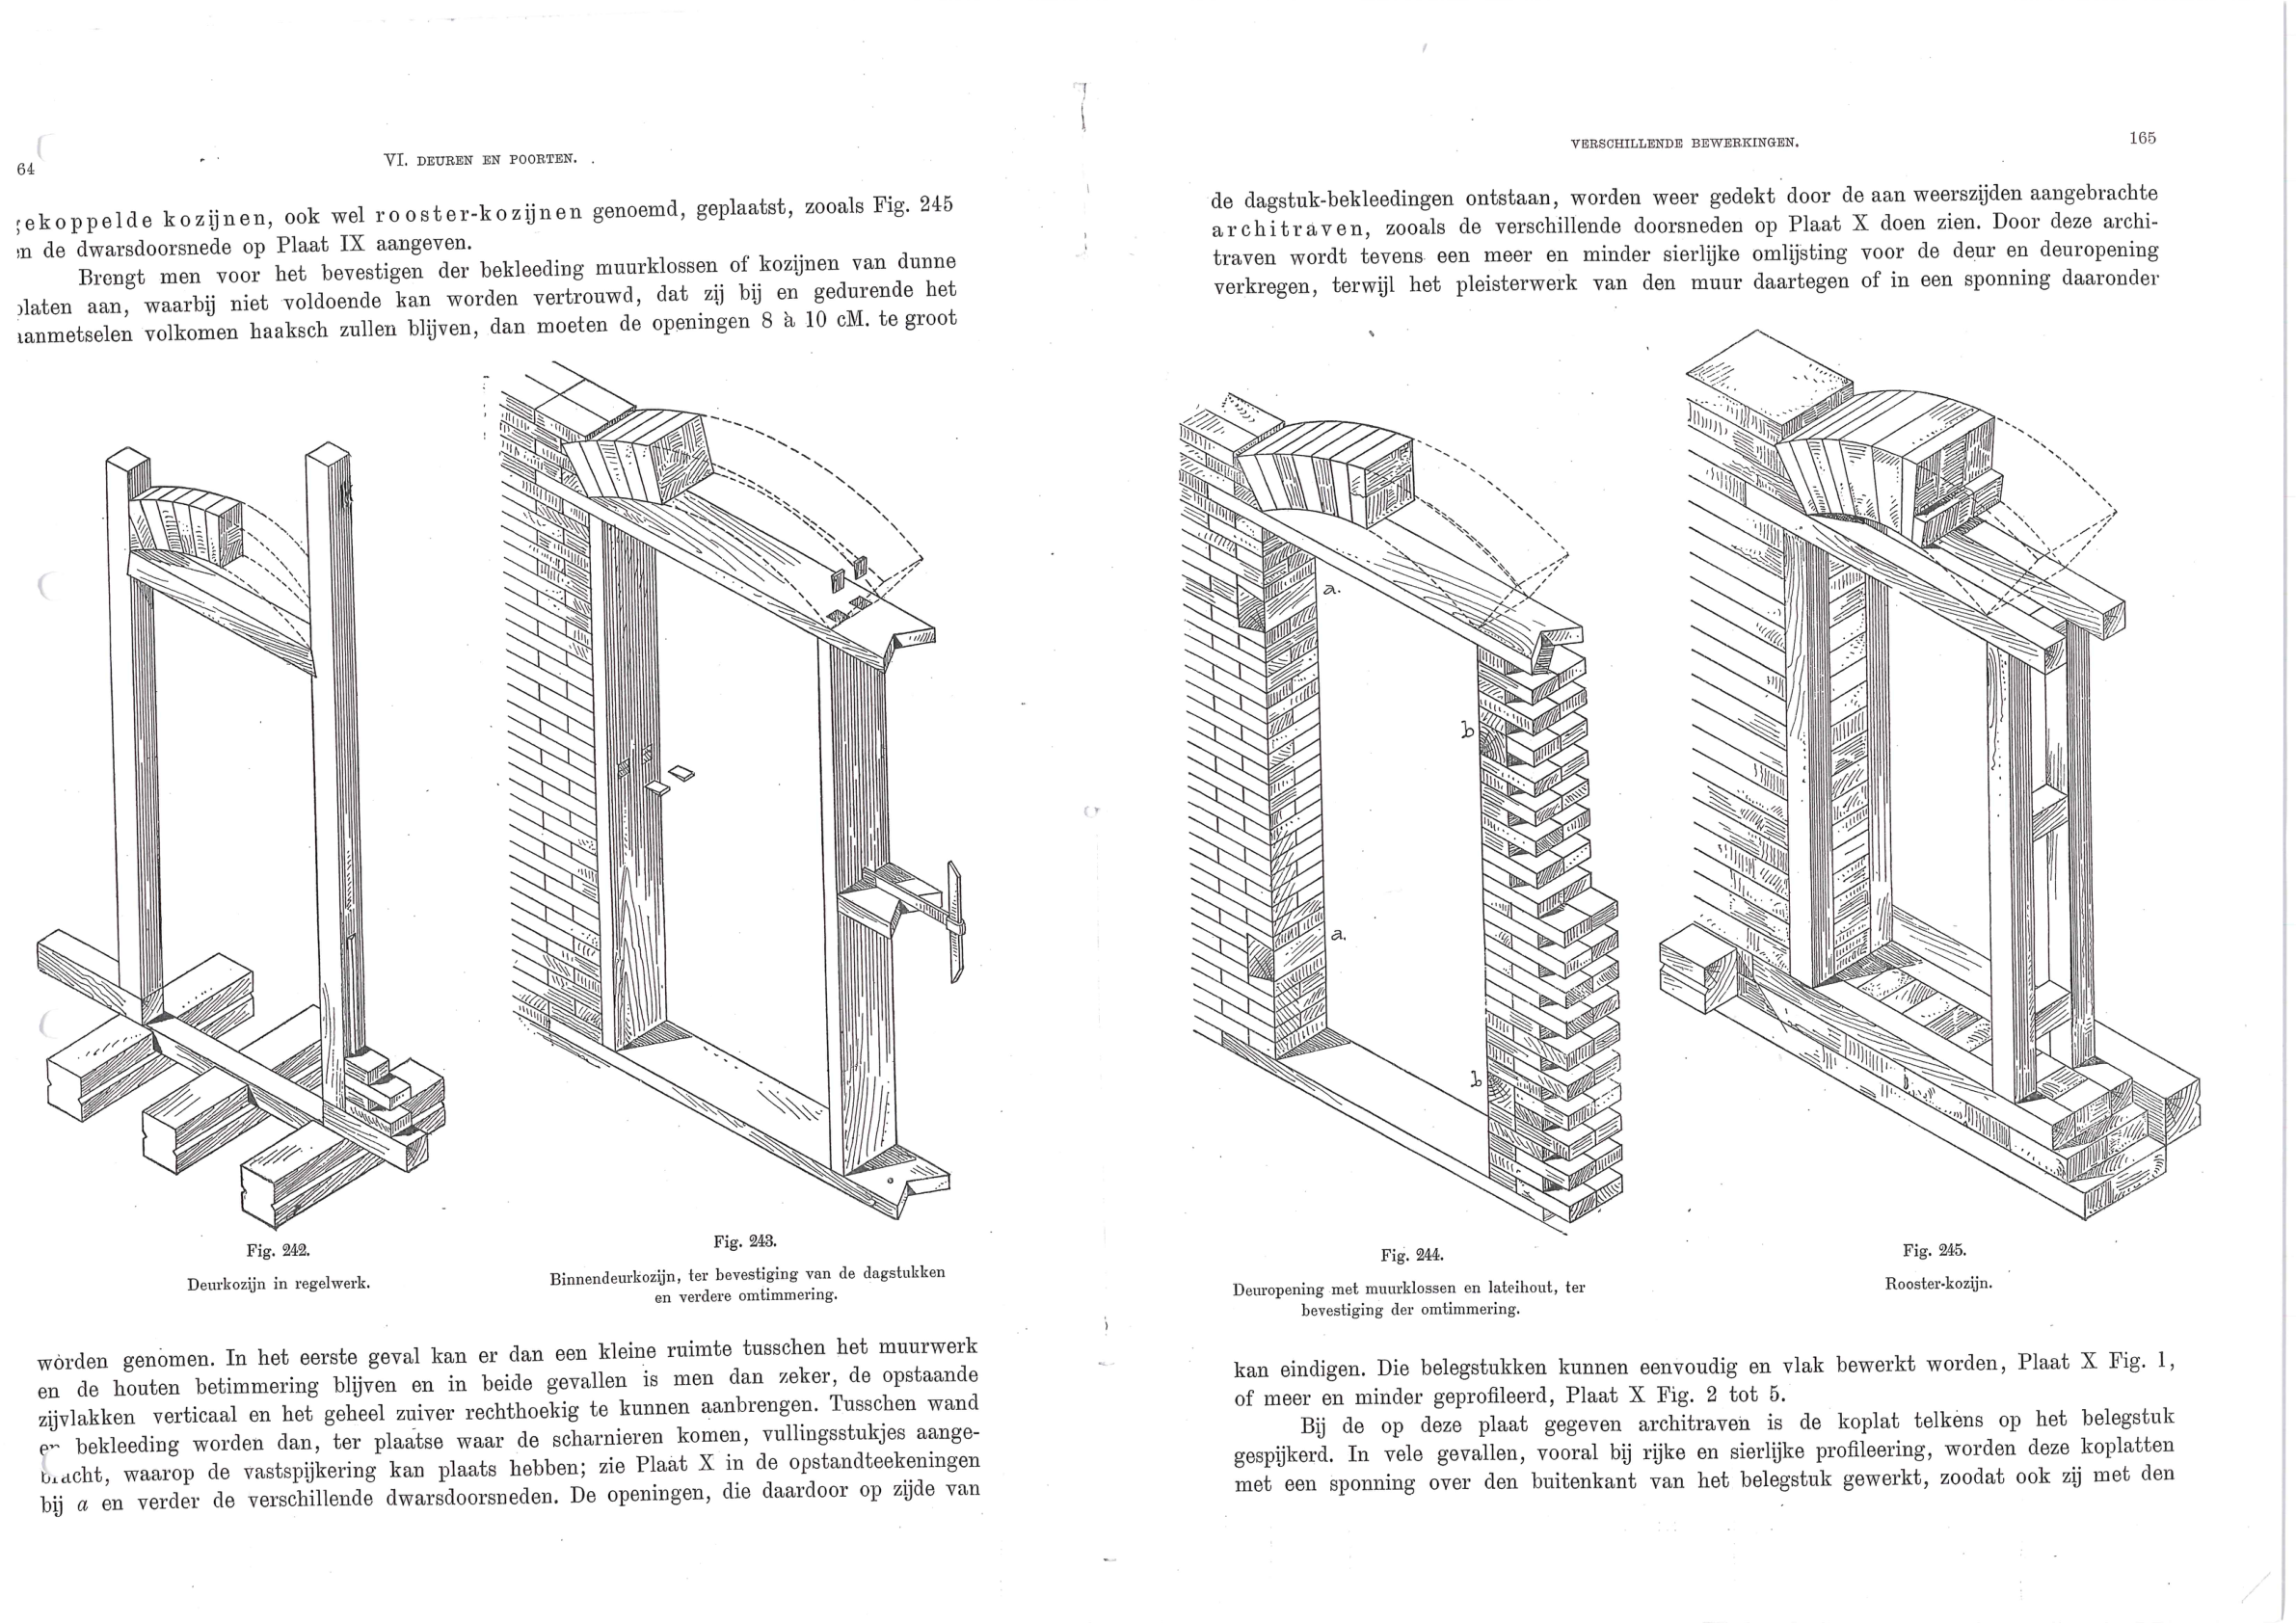 64
VI. DEUREN EN POORTEN.
gekoppelde kozijnen, ook wel rooster-kozijnen genoemd, geplaatst, zooals Fig. 245
en de dwarsdoorsnede op Plaat IX aangeven.
Brengt men voor het bevestigen der bekleeding muurklossen of kozijnen van dunne
platen aan, waarbij niet voldoende kan worden vertrouwd, dat zij bij en gedurende het
aanmetselen volkomen haaksch zullen blijven, dan moeten de openingen 8 à 10 cM. te groot
Fig. 242.
Deurkozijn in regelwerk.
Fig. 243.
Binnendeurkozijn, ter bevestiging van de dagstukken
en verdere omtimmering.
worden genomen. In het eerste geval kan er dan een kleine ruimte tusschen het muurwerk
en de houten betimmering blijven en in beide gevallen is men dan zeker, de opstaande
zijvlakken verticaal en het geheel zuiver rechthoekig te kunnen aanbrengen. Tusschen wand
en bekleeding worden dan, ter plaatse waar de scharnieren komen, vullingsstukjes aange-
bracht, waarop de vastspijkering kan plaats hebben; zie Plaat X in de opstandteekeningen
bij a en verder de verschillende dwarsdoorsneden. De openingen, die daardoor op zijde van
VERSCHILLENDE BEWERKINGEN.
165
de dagstuk-bekleedingen ontstaan, worden weer gedekt door de aan weerszijden aangebrachte
architraven, zooals de verschillende doorsneden op Plaat X doen zien. Door deze archi-
traven wordt tevens een meer en minder sierlijke omlijsting voor de deur en deuropening
verkregen, terwijl het pleisterwerk van den muur daartegen of in een sponning daaronder
a.
b
a.
b
Fig. 244.
Deuropening met muurklossen en lateihout, ter
bevestiging der omtimmering.
Fig. 245.
Rooster-kozijn.
kan eindigen. Die belegstukken kunnen eenvoudig en vlak bewerkt worden, Plaat X Fig. 1,
of meer en minder geprofileerd, Plaat X Fig. 2 tot 5.
Bij de op deze plaat gegeven architraven is de koplat telkens op het belegstuk
gespijkerd. In vele gevallen, vooral bij rijke en sierlijke profileering, worden deze koplatten
met een sponning over den buitenkant van het belegstuk gewerkt, zoodat ook zij met den